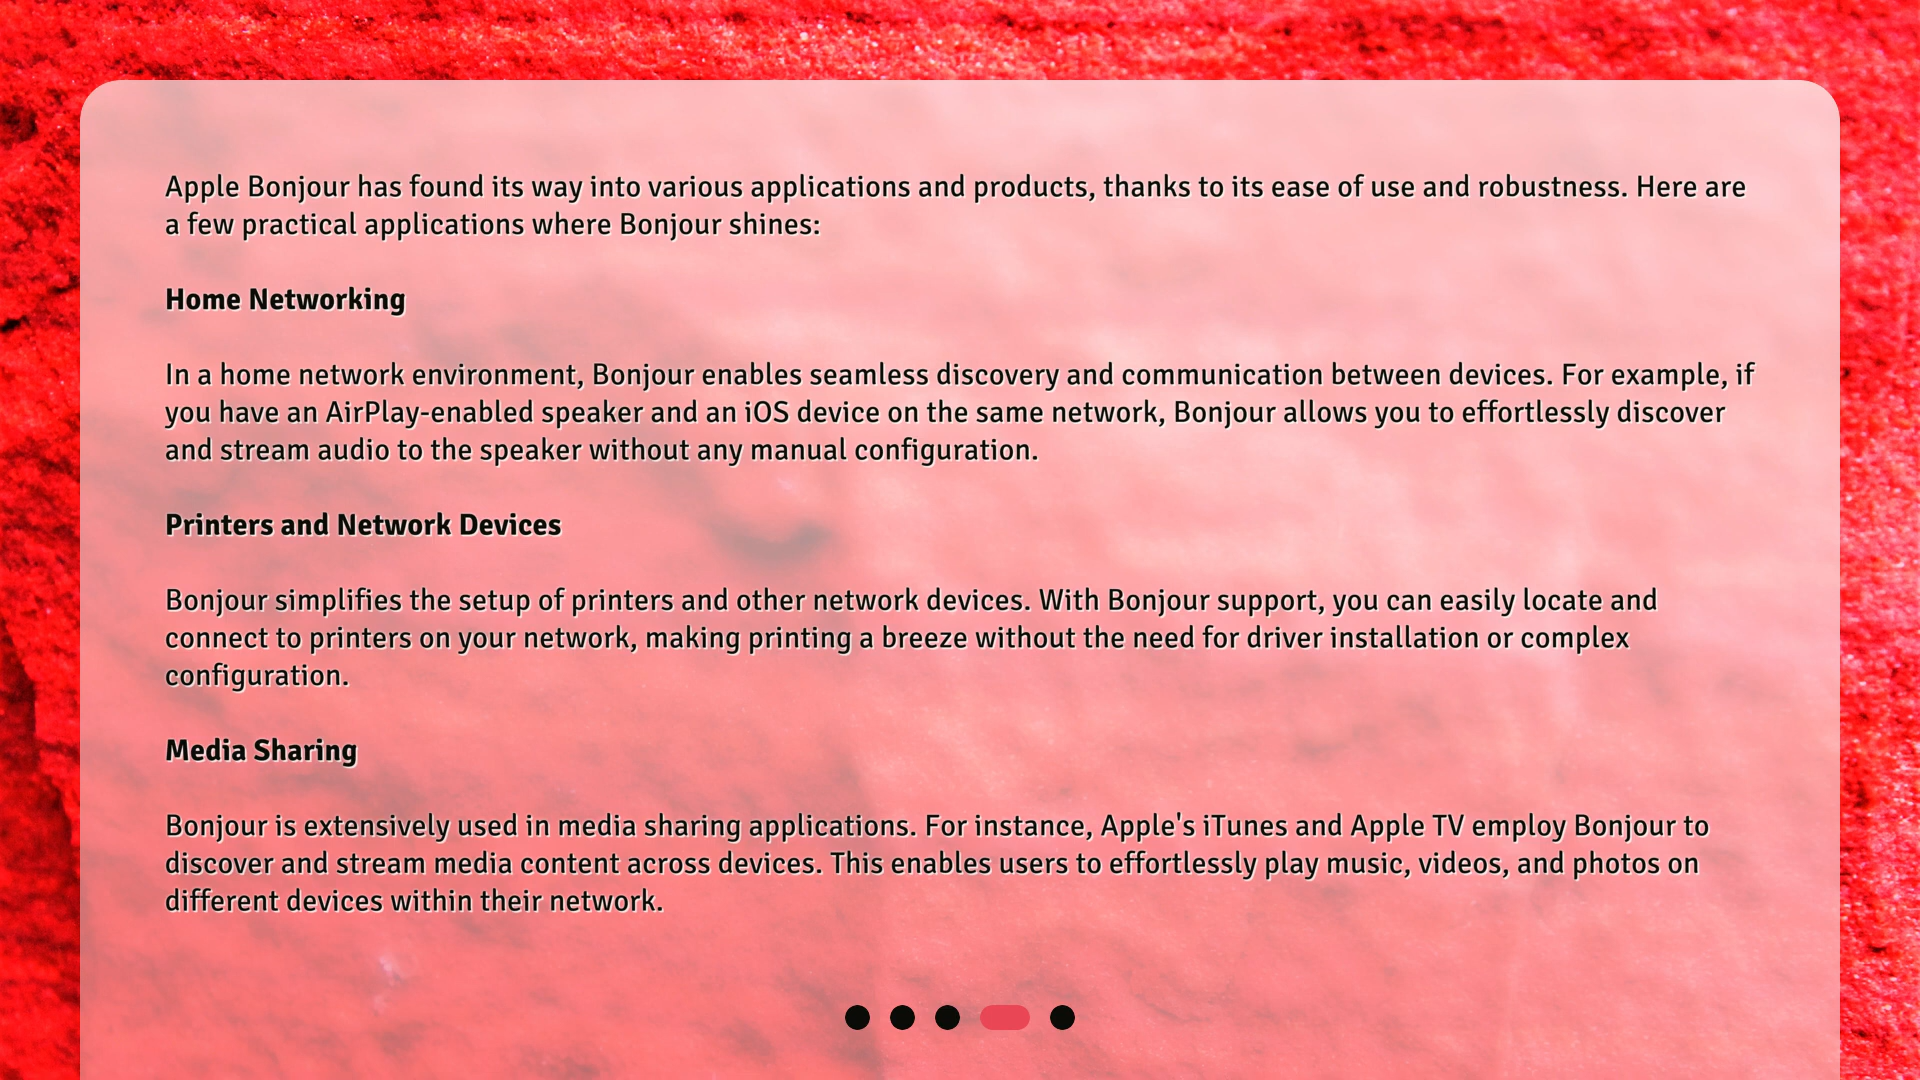 Apple Bonjour has found its way into various applications and products, thanks to its ease of use and robustness. Here are
a few practical applications where Bonjour shines:
Home Networking
In a home network environment, Bonjour enables seamless discovery and communication between devices. For example, if
you have an AirPlay-enabled speaker and an iOS device on the same network, Bonjour allows you to effortlessly discover
and stream audio to the speaker without any manual configuration.
Printers and Network Devices
Bonjour simplifies the setup of printers and other network devices. With Bonjour support, you can easily locate and
connect to printers on your network, making printing a breeze without the need for driver installation or complex
configuration.
Media Sharing
Bonjour is extensively used in media sharing applications. For instance, Apple's iTunes and Apple TV employ Bonjour to
discover and stream media content across devices. This enables users to effortlessly play music, videos, and photos on
different devices within their network.